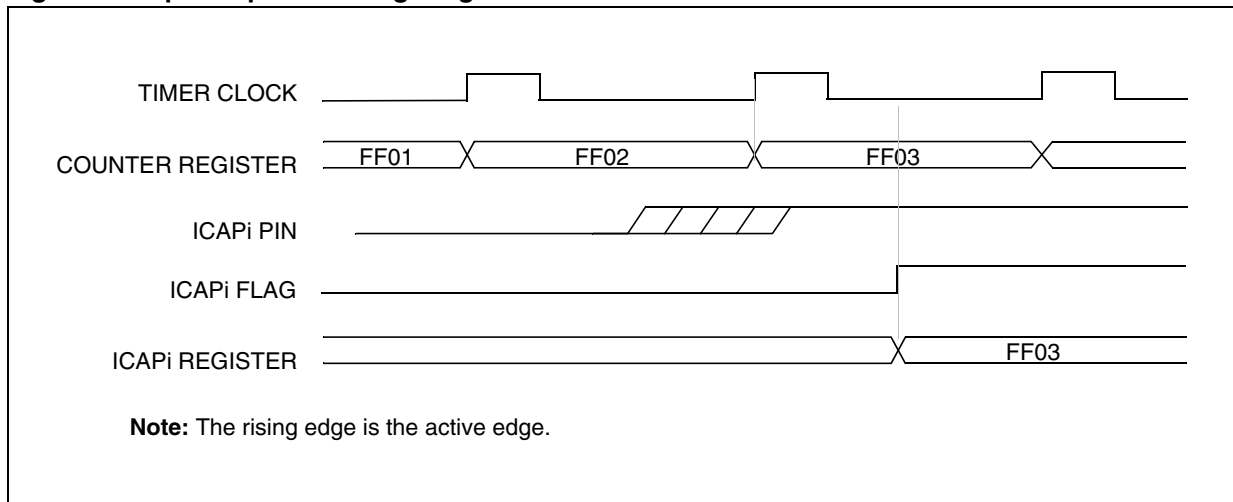 TIMER CLOCK
COUNTER REGISTER FF01 FF02 FF03
ICAPi PIN
ICAPi FLAG
ICAPi REGISTER FF03
Note: The rising edge is the active edge.